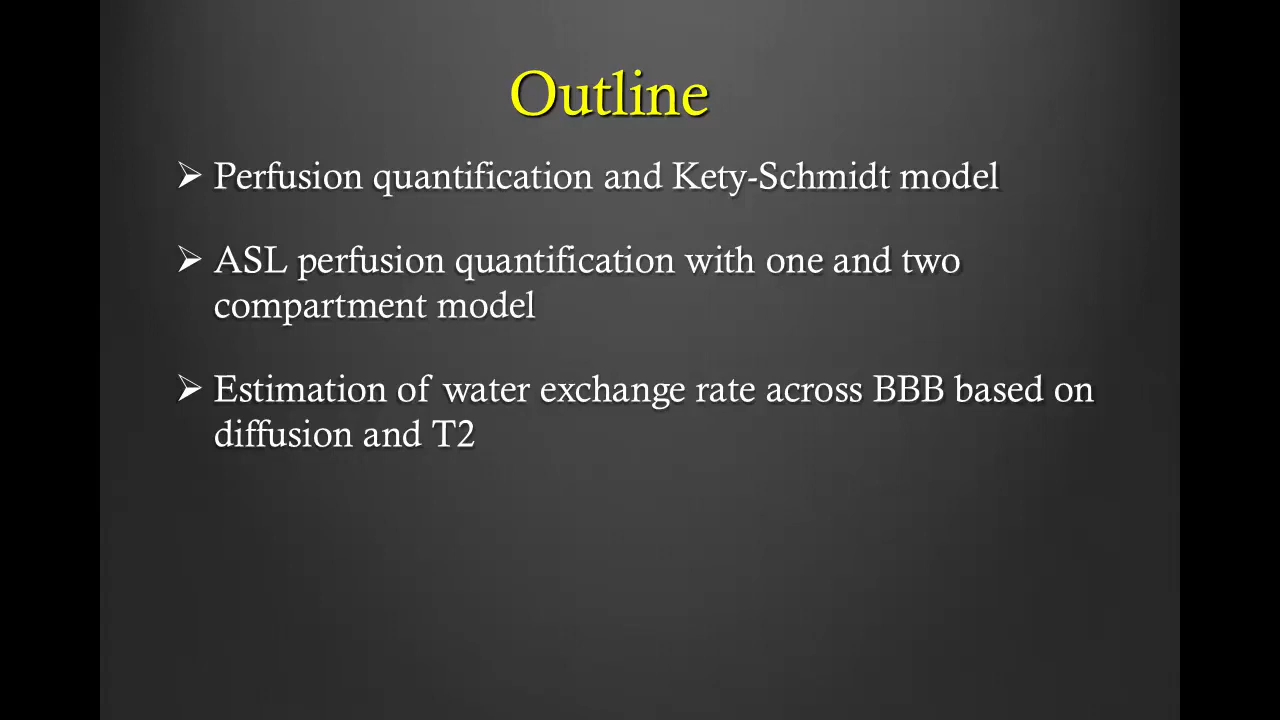 Outline
➢ Perfusion quantification and Kety-Schmidt model
➢ ASL perfusion quantification with one and two
compartment model
➢ Estimation of water exchange rate across BBB based on
diffusion and T2